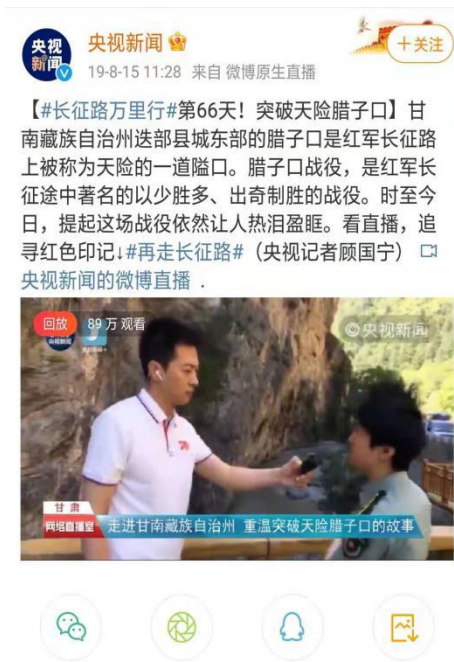 央视新闻
央视新闻
+关注
19-8-15 11:28 来自 微博原生直播
【#长征路万里行#第66天！突破天险腊子口】甘
南藏族自治州迭部县城东部的腊子口是红军长征路
上被称为天险的一道隘口。腊子口战役，是红军长
征途中著名的以少胜多、出奇制胜的战役。时至今
日，提起这场战役依然让人热泪盈眶。看直播，追
寻红色印记↓#再走长征路#（央视记者顾国宁）
央视新闻的微博直播 .
回放 89万 观看
©央视新闻
央视新闻
甘肃
网络直播室 走进甘南藏族自治州 重温突破天险腊子口的故事